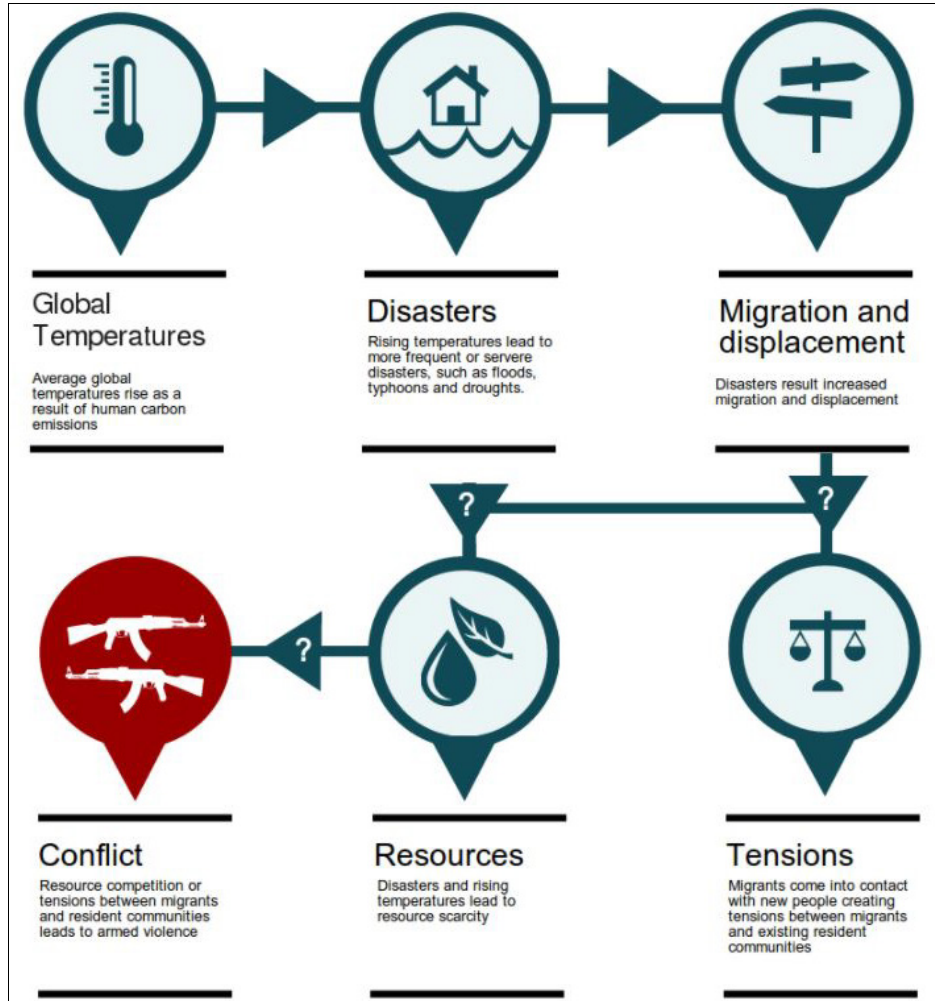 Global
Temperatures
Average global
temperatures rise as a
result of human carbon
emissions
Disasters
Rising temperatures lead to
more frequent or servere
disasters, such as floods,
typhoons and droughts.
Migration and
displacement
Disasters result increased
migration and displacement
?
?
?
Conflict
Resource competition or
tensions between migrants
and resident communities
leads to armed violence
Resources
Disasters and rising
temperatures lead to
resource scarcity
Tensions
Migrants come into contact
with new people creating
tensions between migrants
and existing resident
communities